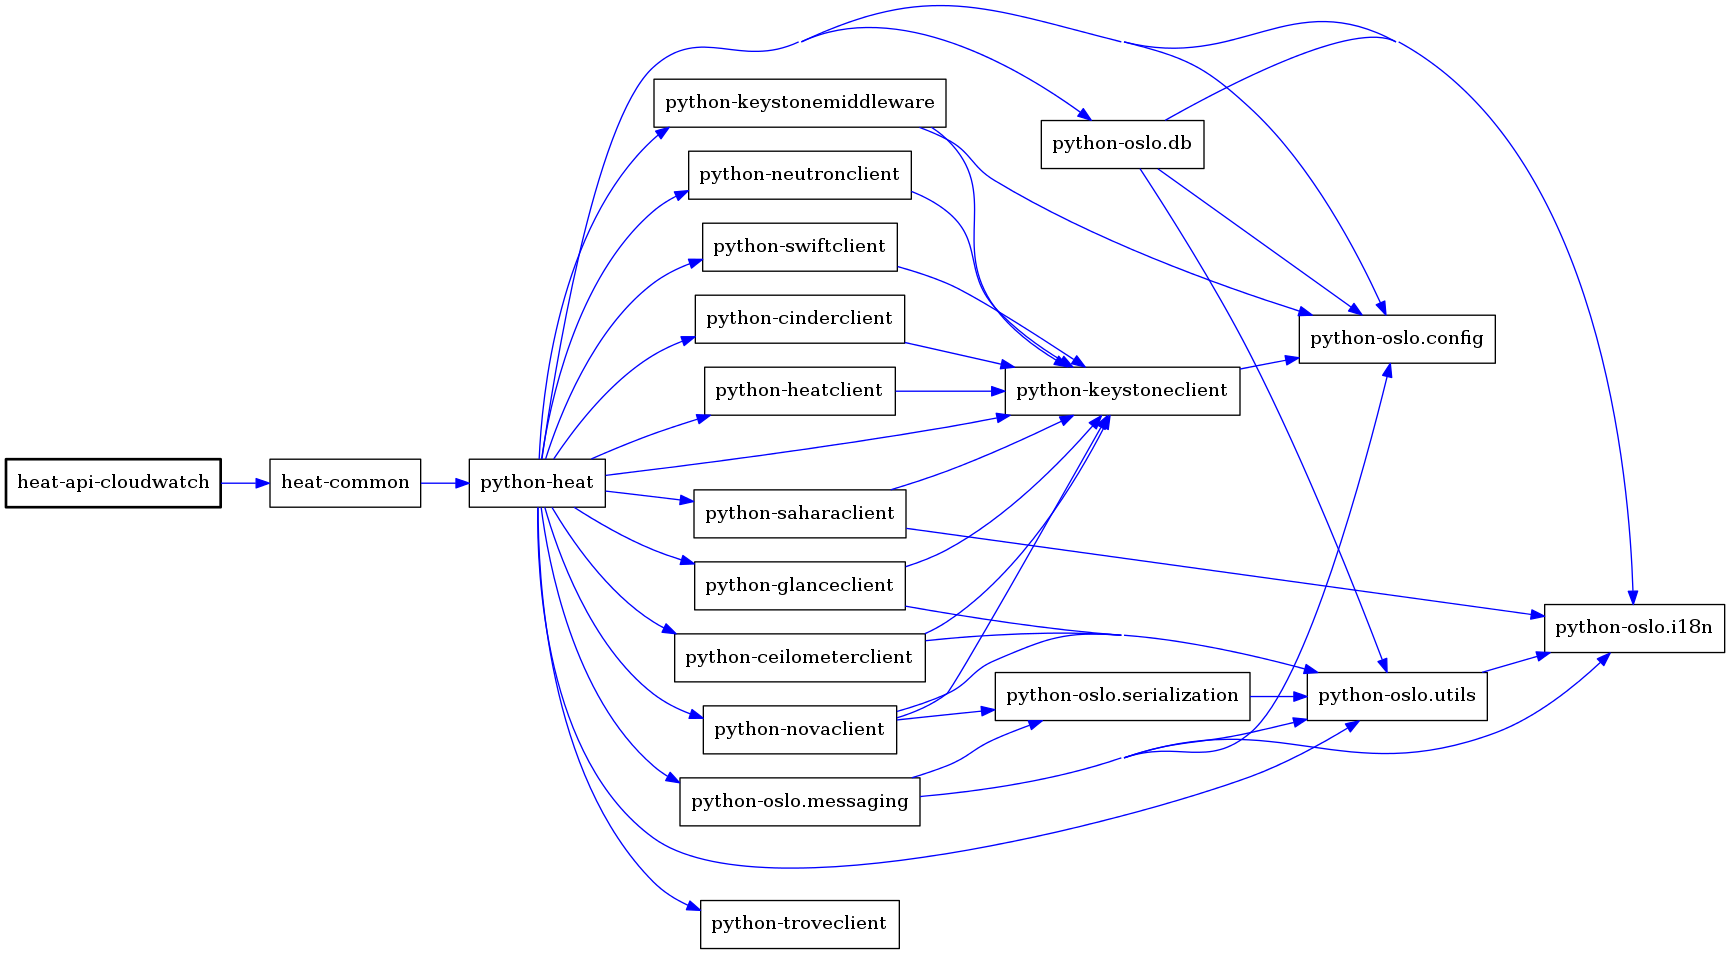 python-keystonemiddleware
python-oslo.db
python-neutronclient
python-swiftclient
python-cinderclient
python-oslo.config
python-heatclient
python-keystoneclient
heat-api-cloudwatch
heat-common
python-heat
python-saharaclient
python-glanceclient
python-oslo.i18n
python-ceilometerclient
python-oslo.serialization
python-oslo.utils
python-novaclient
python-oslo.messaging
python-troveclient